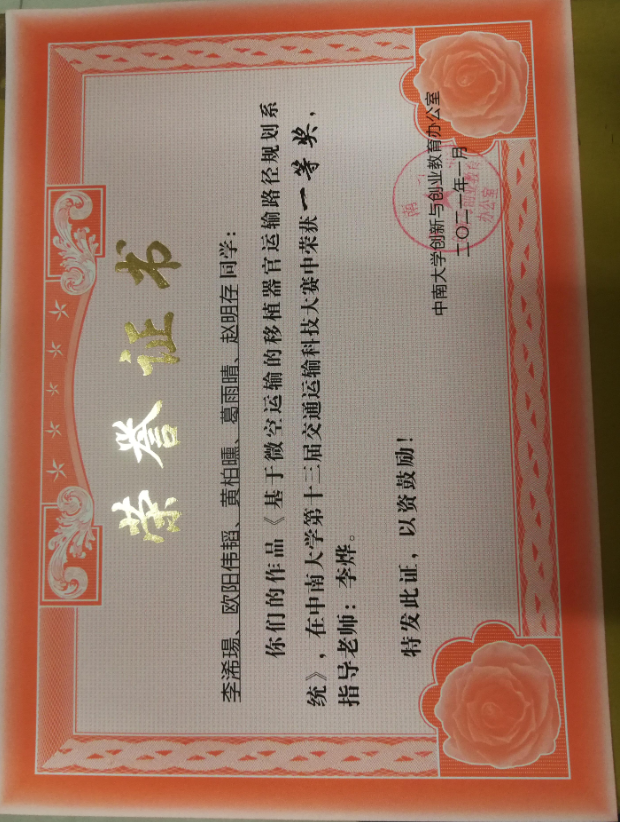 荣誉证书
李浠瑒、欧阳伟韬、黄柏曛、葛雨晴、赵明存同学：
你们的作品《基于微空运输的移植器官运输路径规划系
统》，在中南大学第十三届交通运输科技大赛中荣获一等奖，
指导老师：李烨。
特发此证，以资鼓励！
中南大学创新与创业教育办公室
二〇二一年一月
办公室